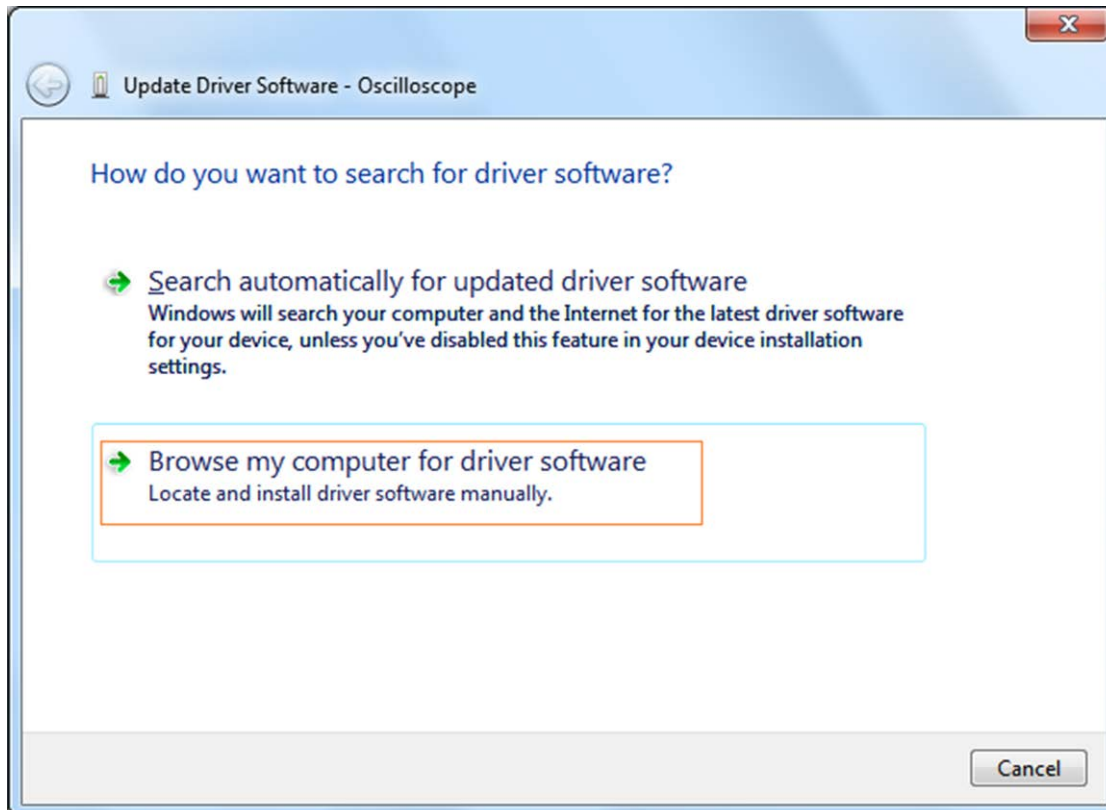 X
Update Driver Software - Oscilloscope
How do you want to search for driver software?
Search automatically for updated driver software
Windows will search your computer and the Internet for the latest driver software
for your device, unless you've disabled this feature in your device installation
settings.
Browse my computer for driver software
Locate and install driver software manually.
Cancel